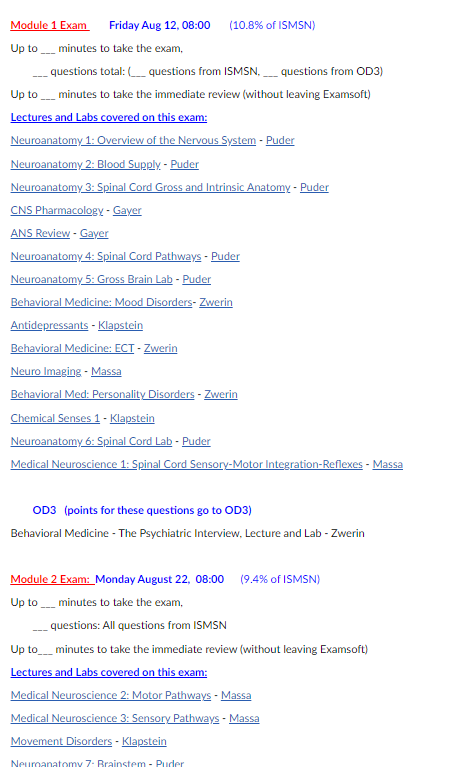 Module 1 Exam Friday Aug 12, 08:00 (10.8% of ISMSN)
Up to ___ minutes to take the exam,
___ questions total: (___ questions from ISMSN, ___ questions from OD3)
Up to ___ minutes to take the immediate review (without leaving Examsoft)
Lectures and Labs covered on this exam:
Neuroanatomy 1: Overview of the Nervous System - Puder
Neuroanatomy 2: Blood Supply - Puder
Neuroanatomy 3: Spinal Cord Gross and Intrinsic Anatomy - Puder
CNS Pharmacology - Gayer
ANS Review - Gayer
Neuroanatomy 4: Spinal Cord Pathways - Puder
Neuroanatomy 5: Gross Brain Lab - Puder
Behavioral Medicine: Mood Disorders- Zwerin
Antidepressants - Klapstein
Behavioral Medicine: ECT - Zwerin
Neuro Imaging - Massa
Behavioral Med: Personality Disorders - Zwerin
Chemical Senses 1 - Klapstein
Neuroanatomy 6: Spinal Cord Lab - Puder
Medical Neuroscience 1: Spinal Cord Sensory-Motor Integration-Reflexes - Massa
OD3 (points for these questions go to OD3)
Behavioral Medicine - The Psychiatric Interview, Lecture and Lab - Zwerin
Module 2 Exam: Monday August 22, 08:00 (9.4% of ISMSN)
Up to ___ minutes to take the exam,
___ questions: All questions from ISMSN
Up to___ minutes to take the immediate review (without leaving Examsoft)
Lectures and Labs covered on this exam:
Medical Neuroscience 2: Motor Pathways - Massa
Medical Neuroscience 3: Sensory Pathways - Massa
Movement Disorders - Klapstein
Neuroanatomy 7: Brainstem - Puder